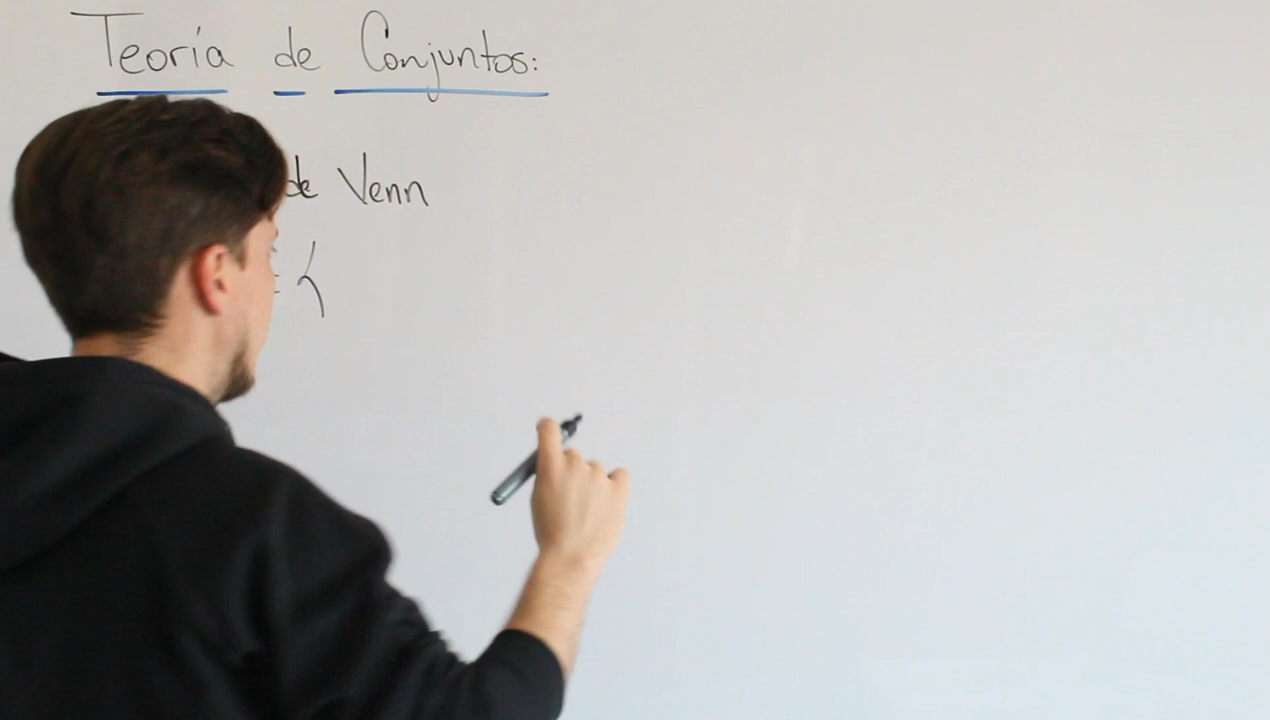 Teoría de Conjuntos:
de Venn
= {